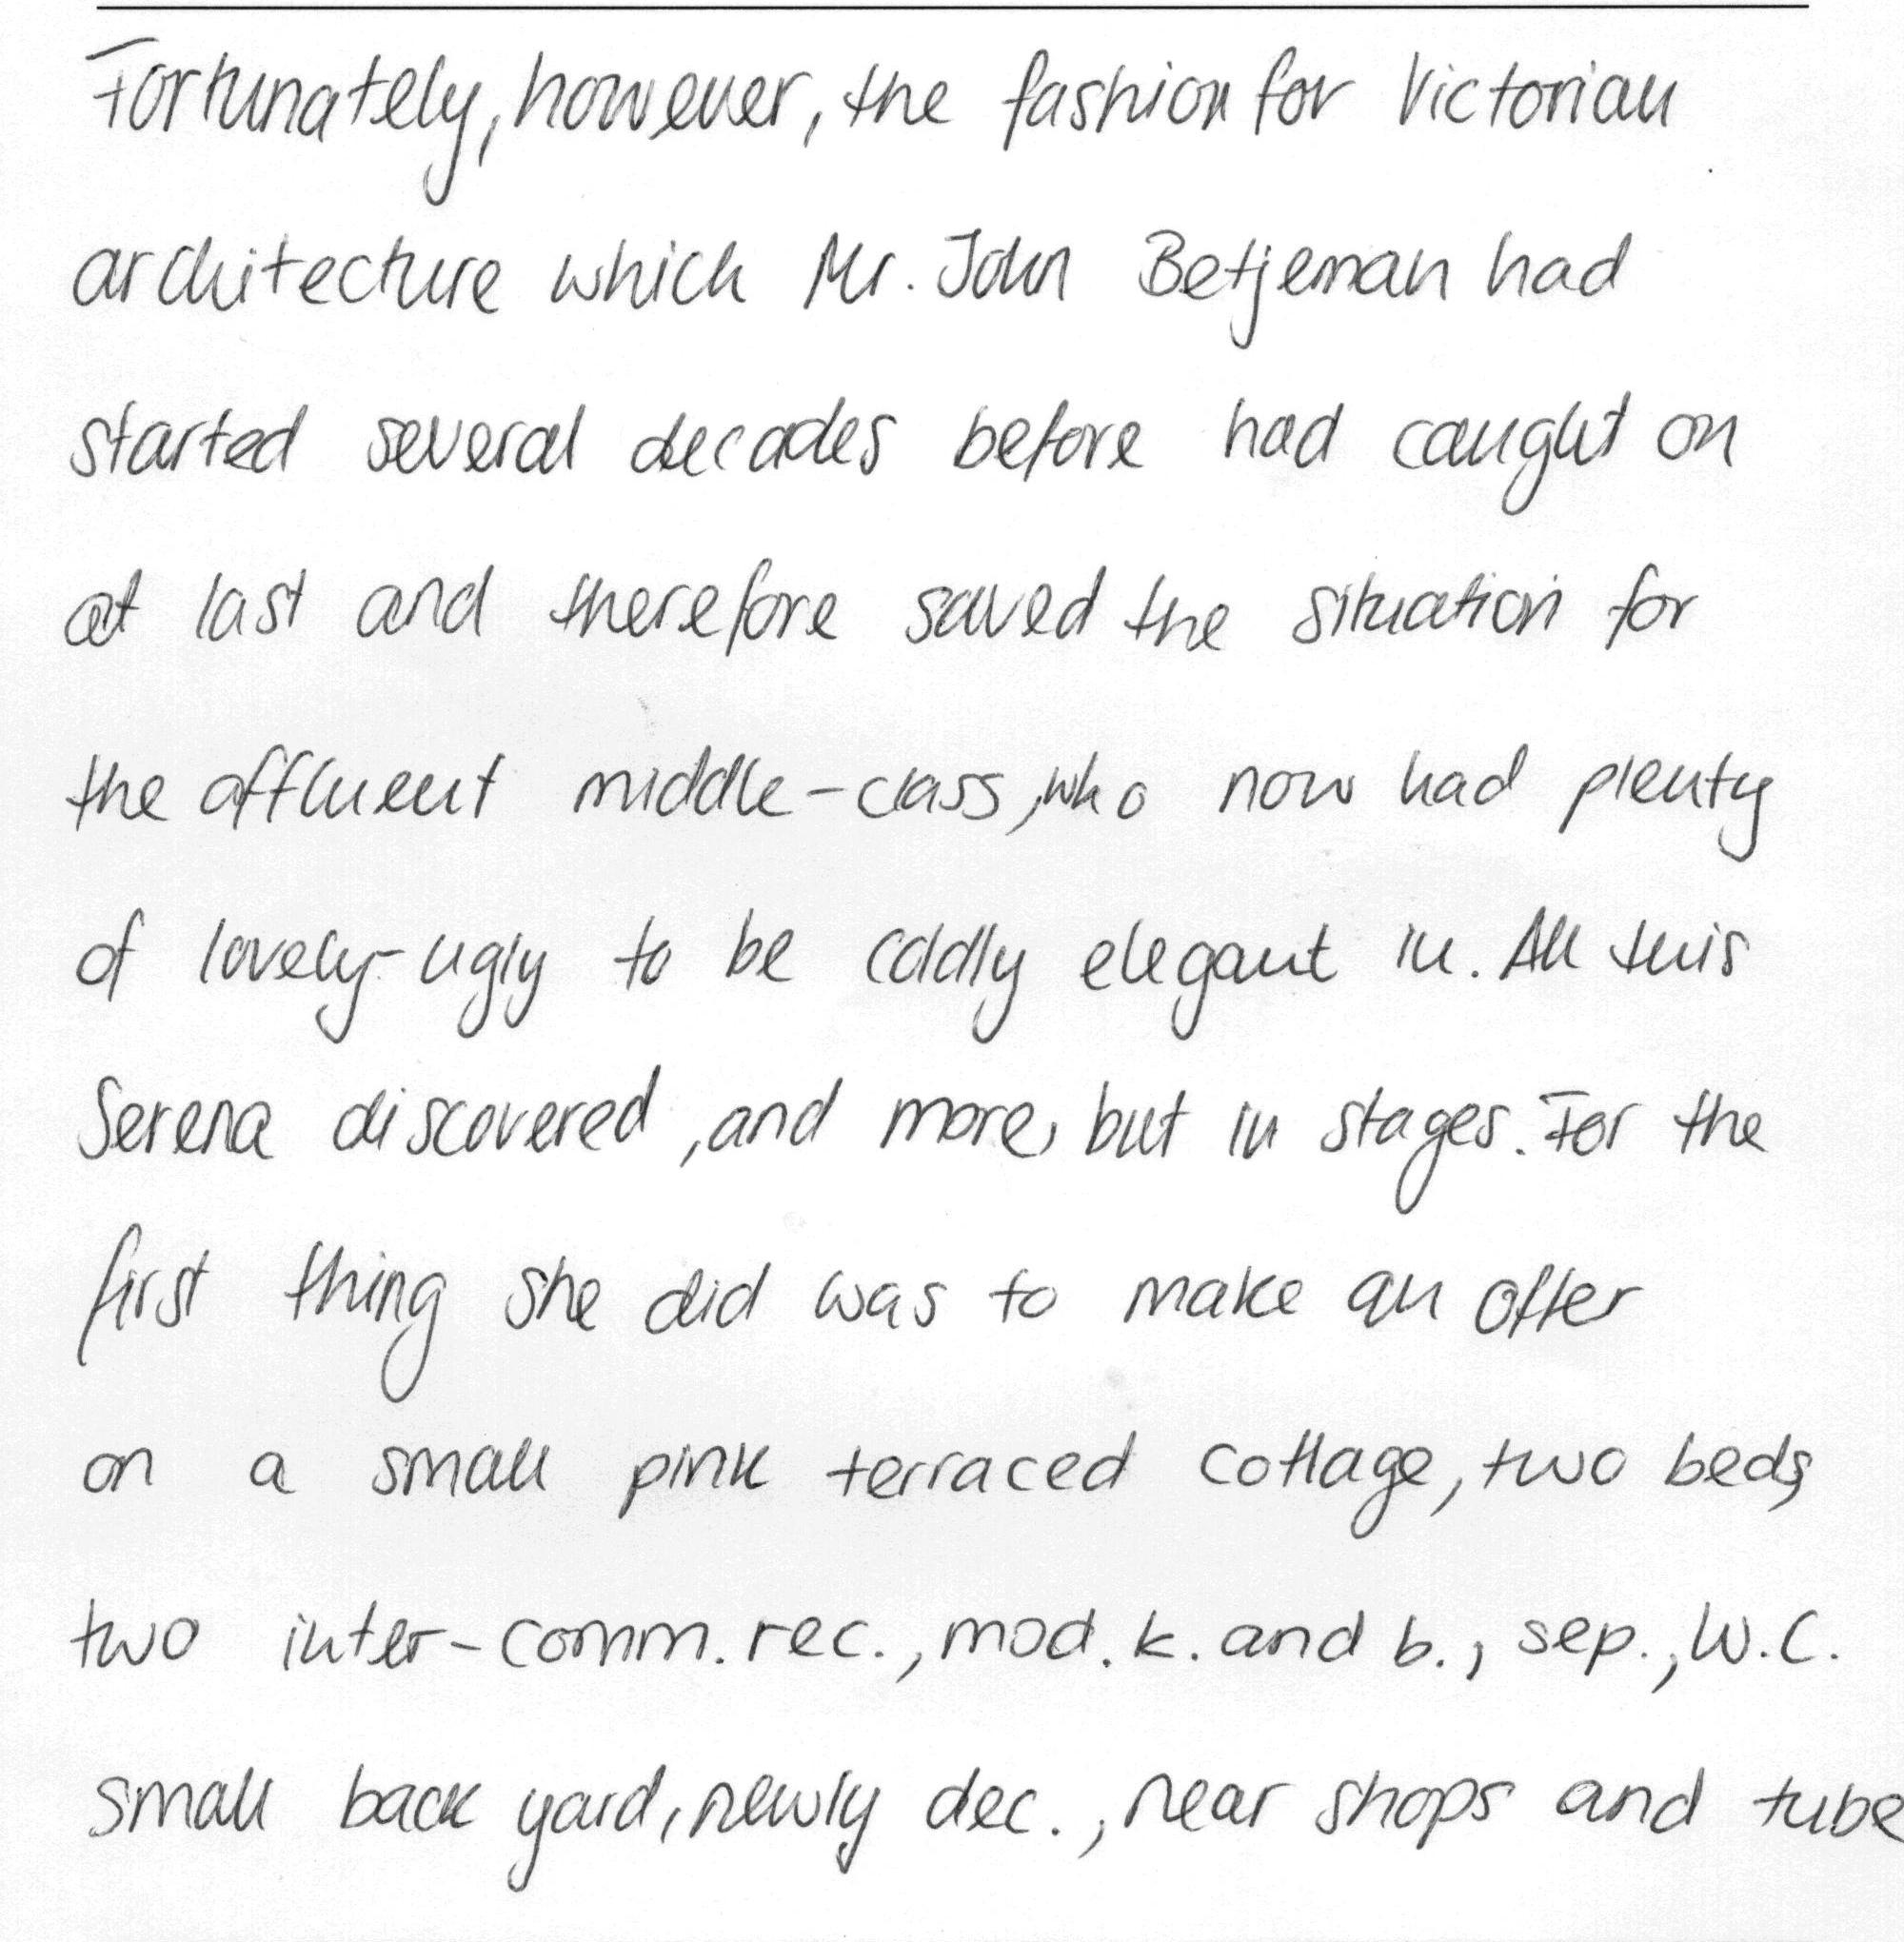 Fortunately, however, the fashion for Victorian
architecture which Mr. John Betjeman had
started several decades before had caught on
at last and therefore saved the situation for
the affluent middle-class, who now had plenty
of lovely-ugly to be coldly elegant in. All this
Serena discovered, and more, but in stages. For the
first thing she did was to make an offer
on a small pink terraced cottage, two beds,
two inter-comm. rec., mod. k. and b., sep., W.C.
small back yard, newly dec., near shops and tube